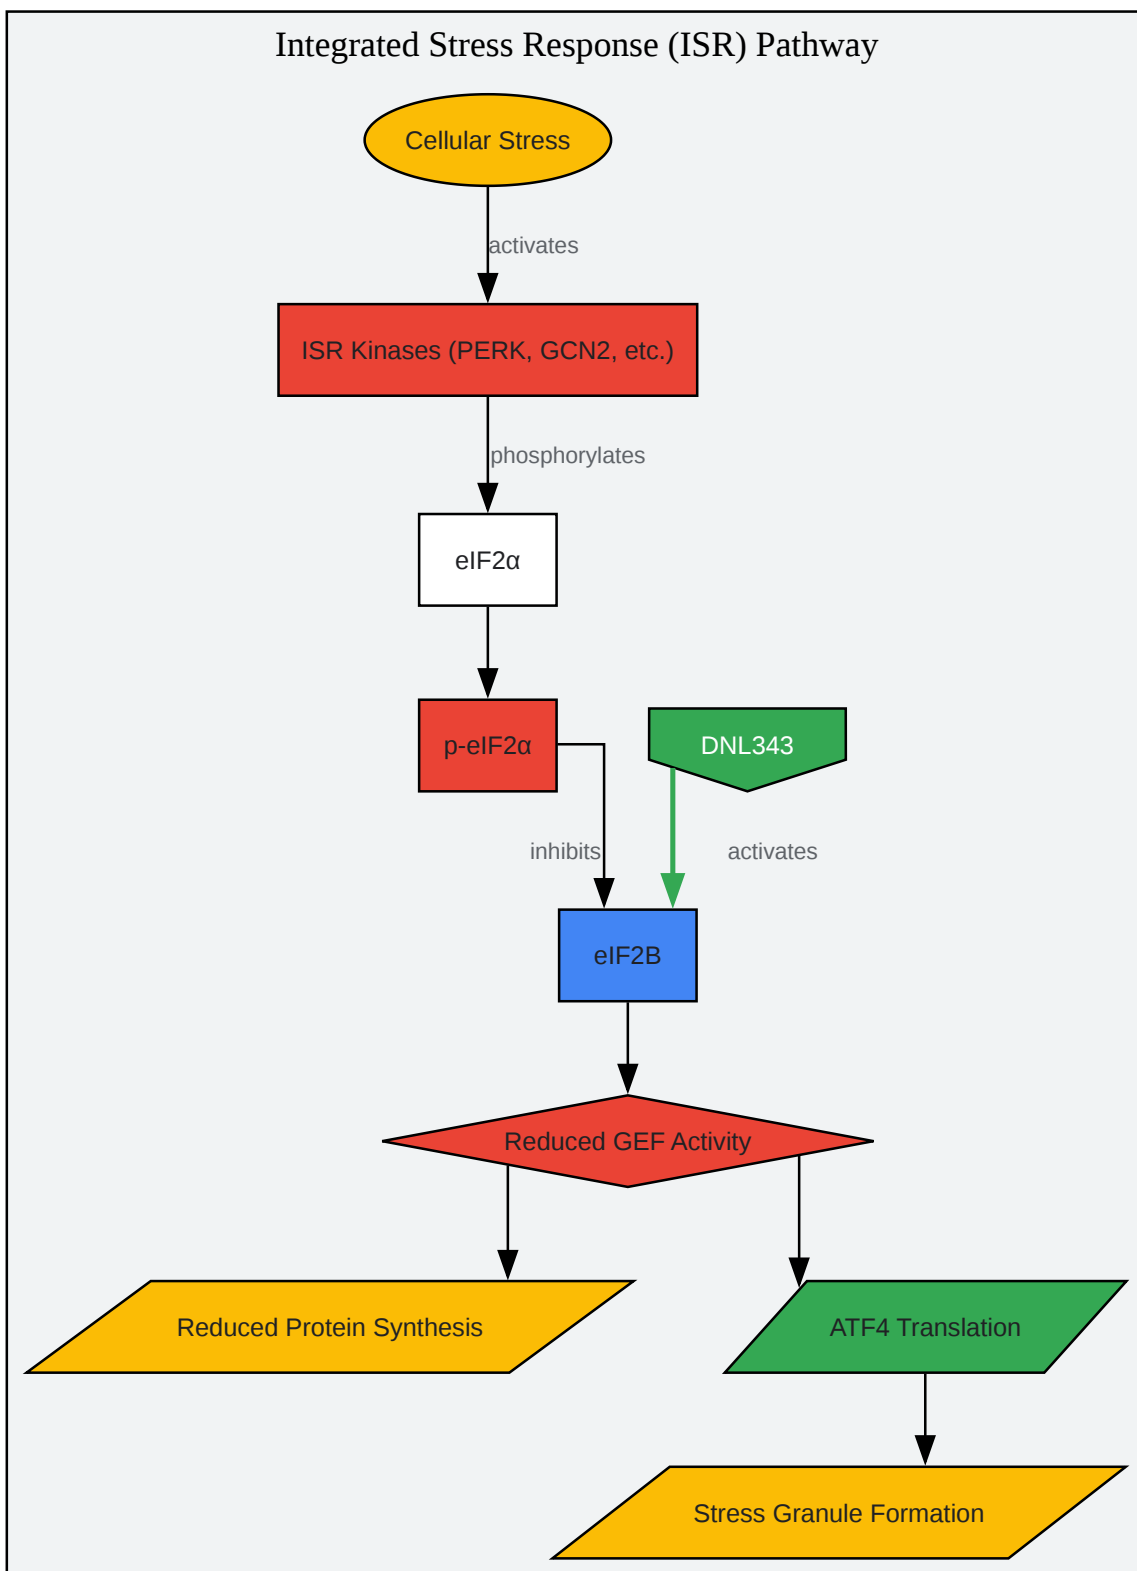 Integrated Stress Response (ISR) Pathway
Cellular Stress
activates
ISR Kinases (PERK, GCN2, etc.)
phosphorylates
eIF2α
p-eIF2α
DNL343
inhibits
activates
eIF2B
Reduced GEF Activity
Reduced Protein Synthesis
ATF4 Translation
Stress Granule Formation